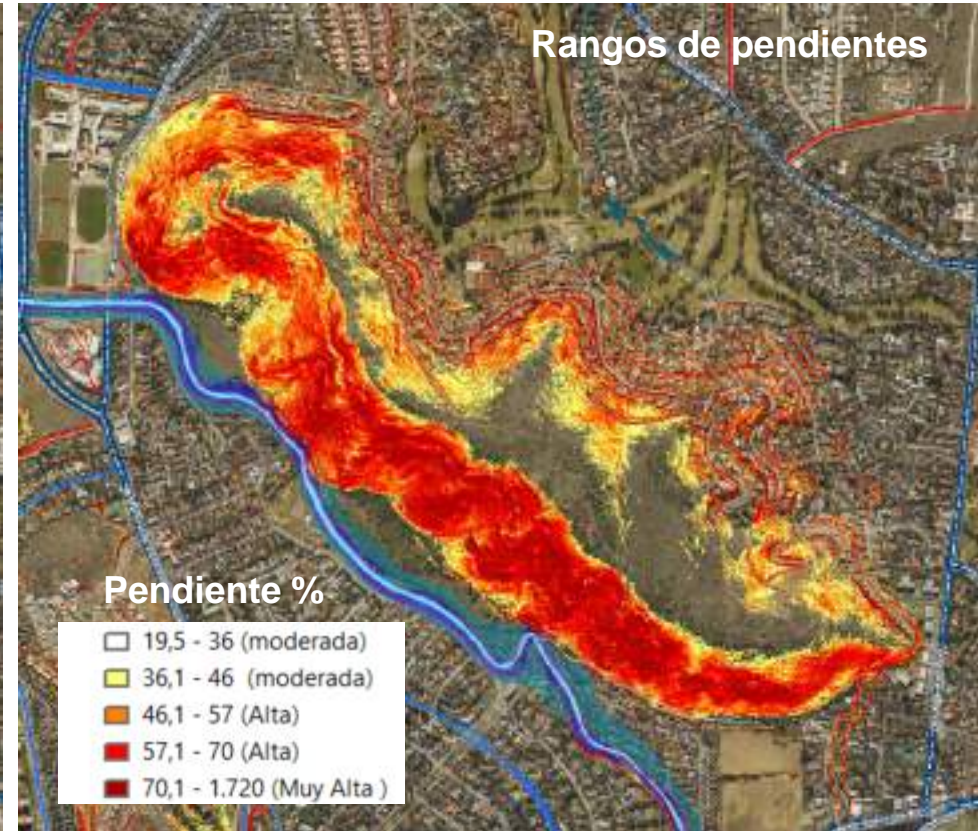 Rangos de pendientes
Pendiente %
19,5 - 36 (moderada)
36,1 - 46 (moderada)
46,1 - 57 (Alta)
57,1 - 70 (Alta)
70,1 - 1.720 (Muy Alta )